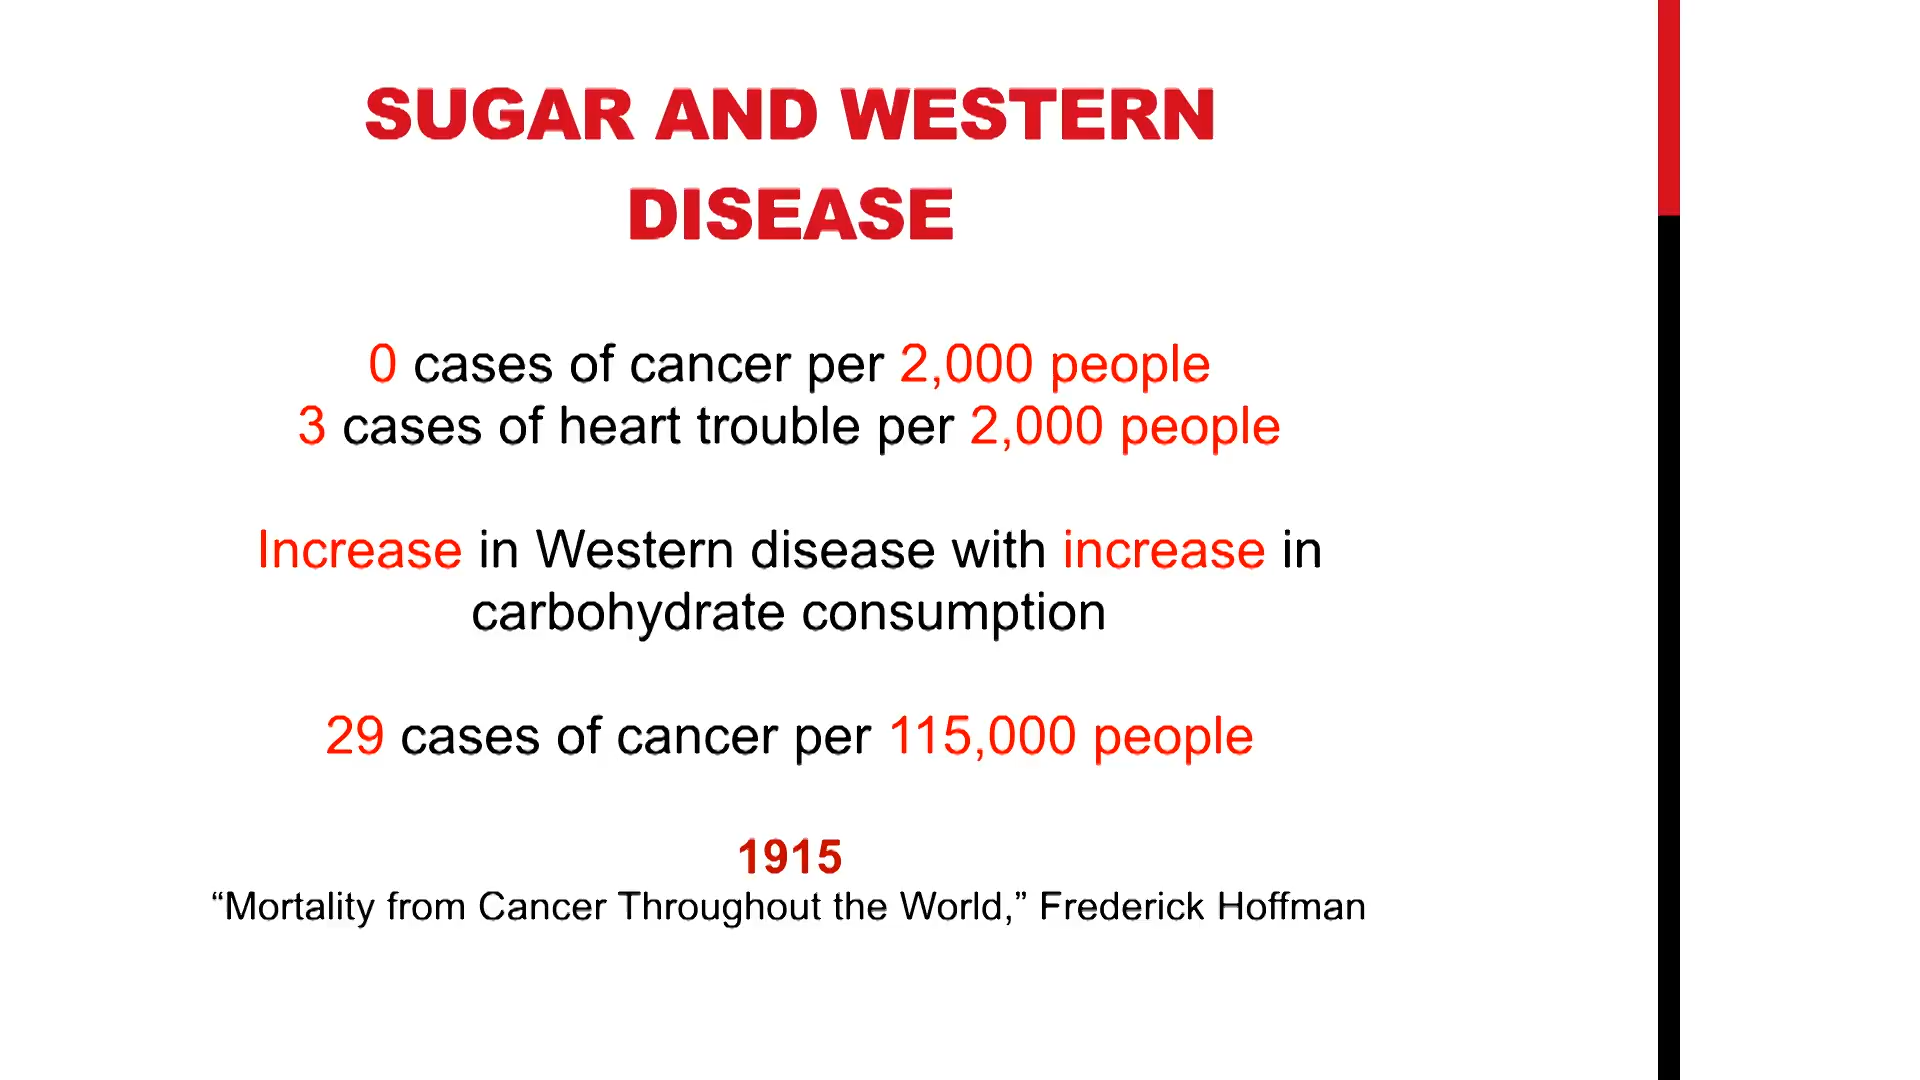 SUGAR AND WESTERN
DISEASE
0 cases of cancer per 2,000 people
3 cases of heart trouble per 2,000 people
Increase in Western disease with increase in
carbohydrate consumption
29 cases of cancer per 115,000 people
1915
“Mortality from Cancer Throughout the World,” Frederick Hoffman